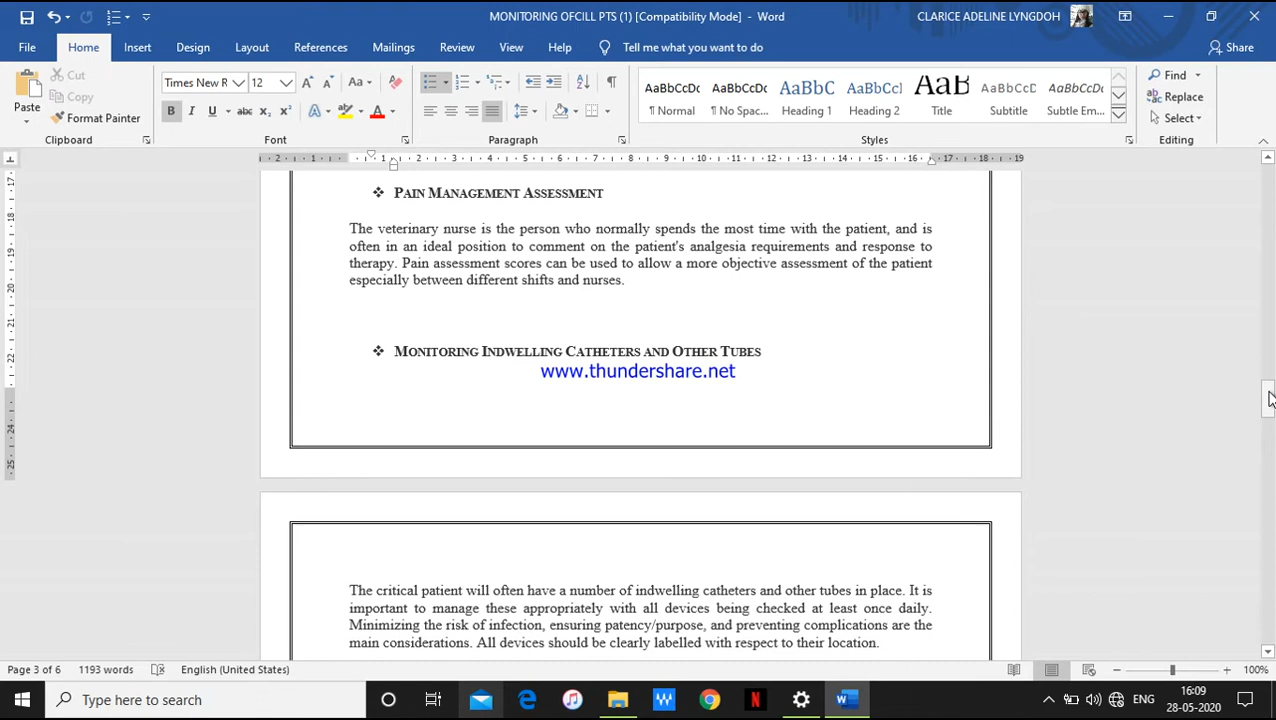 MONITORING OFCILL PTS (1) [Compatibility Mode] - Word
CLARICE ADELINE LYNGDOH
File Home Insert Design Layout References Mailings Review View Help Tell me what you want to do Share
Cut
Copy
Format Painter
Paste
Clipboard
Times New R 12
Font
Paragraph
AaBbCcDc AaBbCcDc AaBbC AaBbCcI AaB AaBbCcDc AaBbCcDc
¶ Normal ¶ No Spac... Heading 1 Heading 2 Title Subtitle Subtle Em...
Styles
Find
Replace
Select
Editing
PAIN MANAGEMENT ASSESSMENT
The veterinary nurse is the person who normally spends the most time with the patient, and is
often in an ideal position to comment on the patient's analgesia requirements and response to
therapy. Pain assessment scores can be used to allow a more objective assessment of the patient
especially between different shifts and nurses.
MONITORING INDWELLING CATHETERS AND OTHER TUBES
www.thundershare.net
The critical patient will often have a number of indwelling catheters and other tubes in place. It is
important to manage these appropriately with all devices being checked at least once daily.
Minimizing the risk of infection, ensuring patency/purpose, and preventing complications are the
main considerations. All devices should be clearly labelled with respect to their location.
Page 3 of 6 1193 words English (United States) 100%
Type here to search
ENG
16:09
28-05-2020